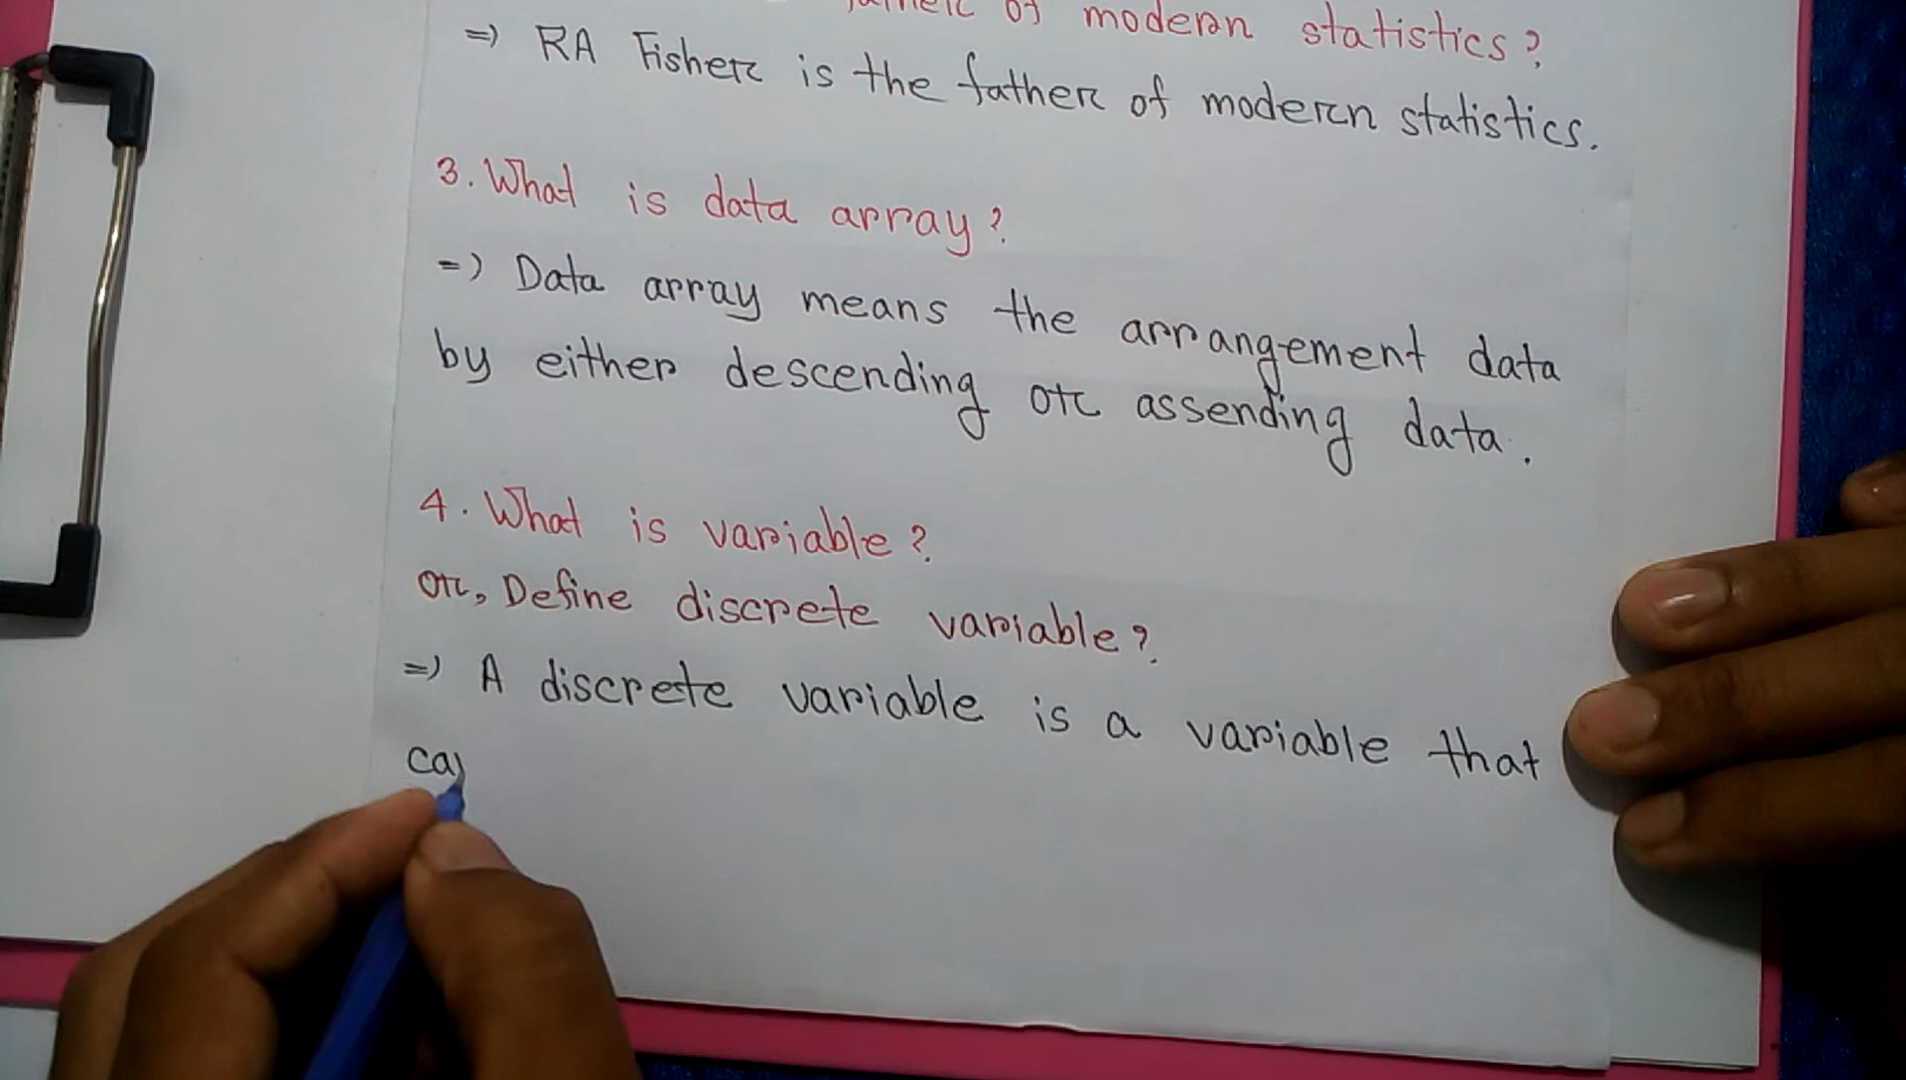 of modern statistics?
=) RA Fisher is the father of modern statistics.
3. What is data array?
=) Data array means the arrangement data
by either descending or assending data.
4. What is variable?
or, Define discrete variable?
=) A discrete variable is a variable that
ca